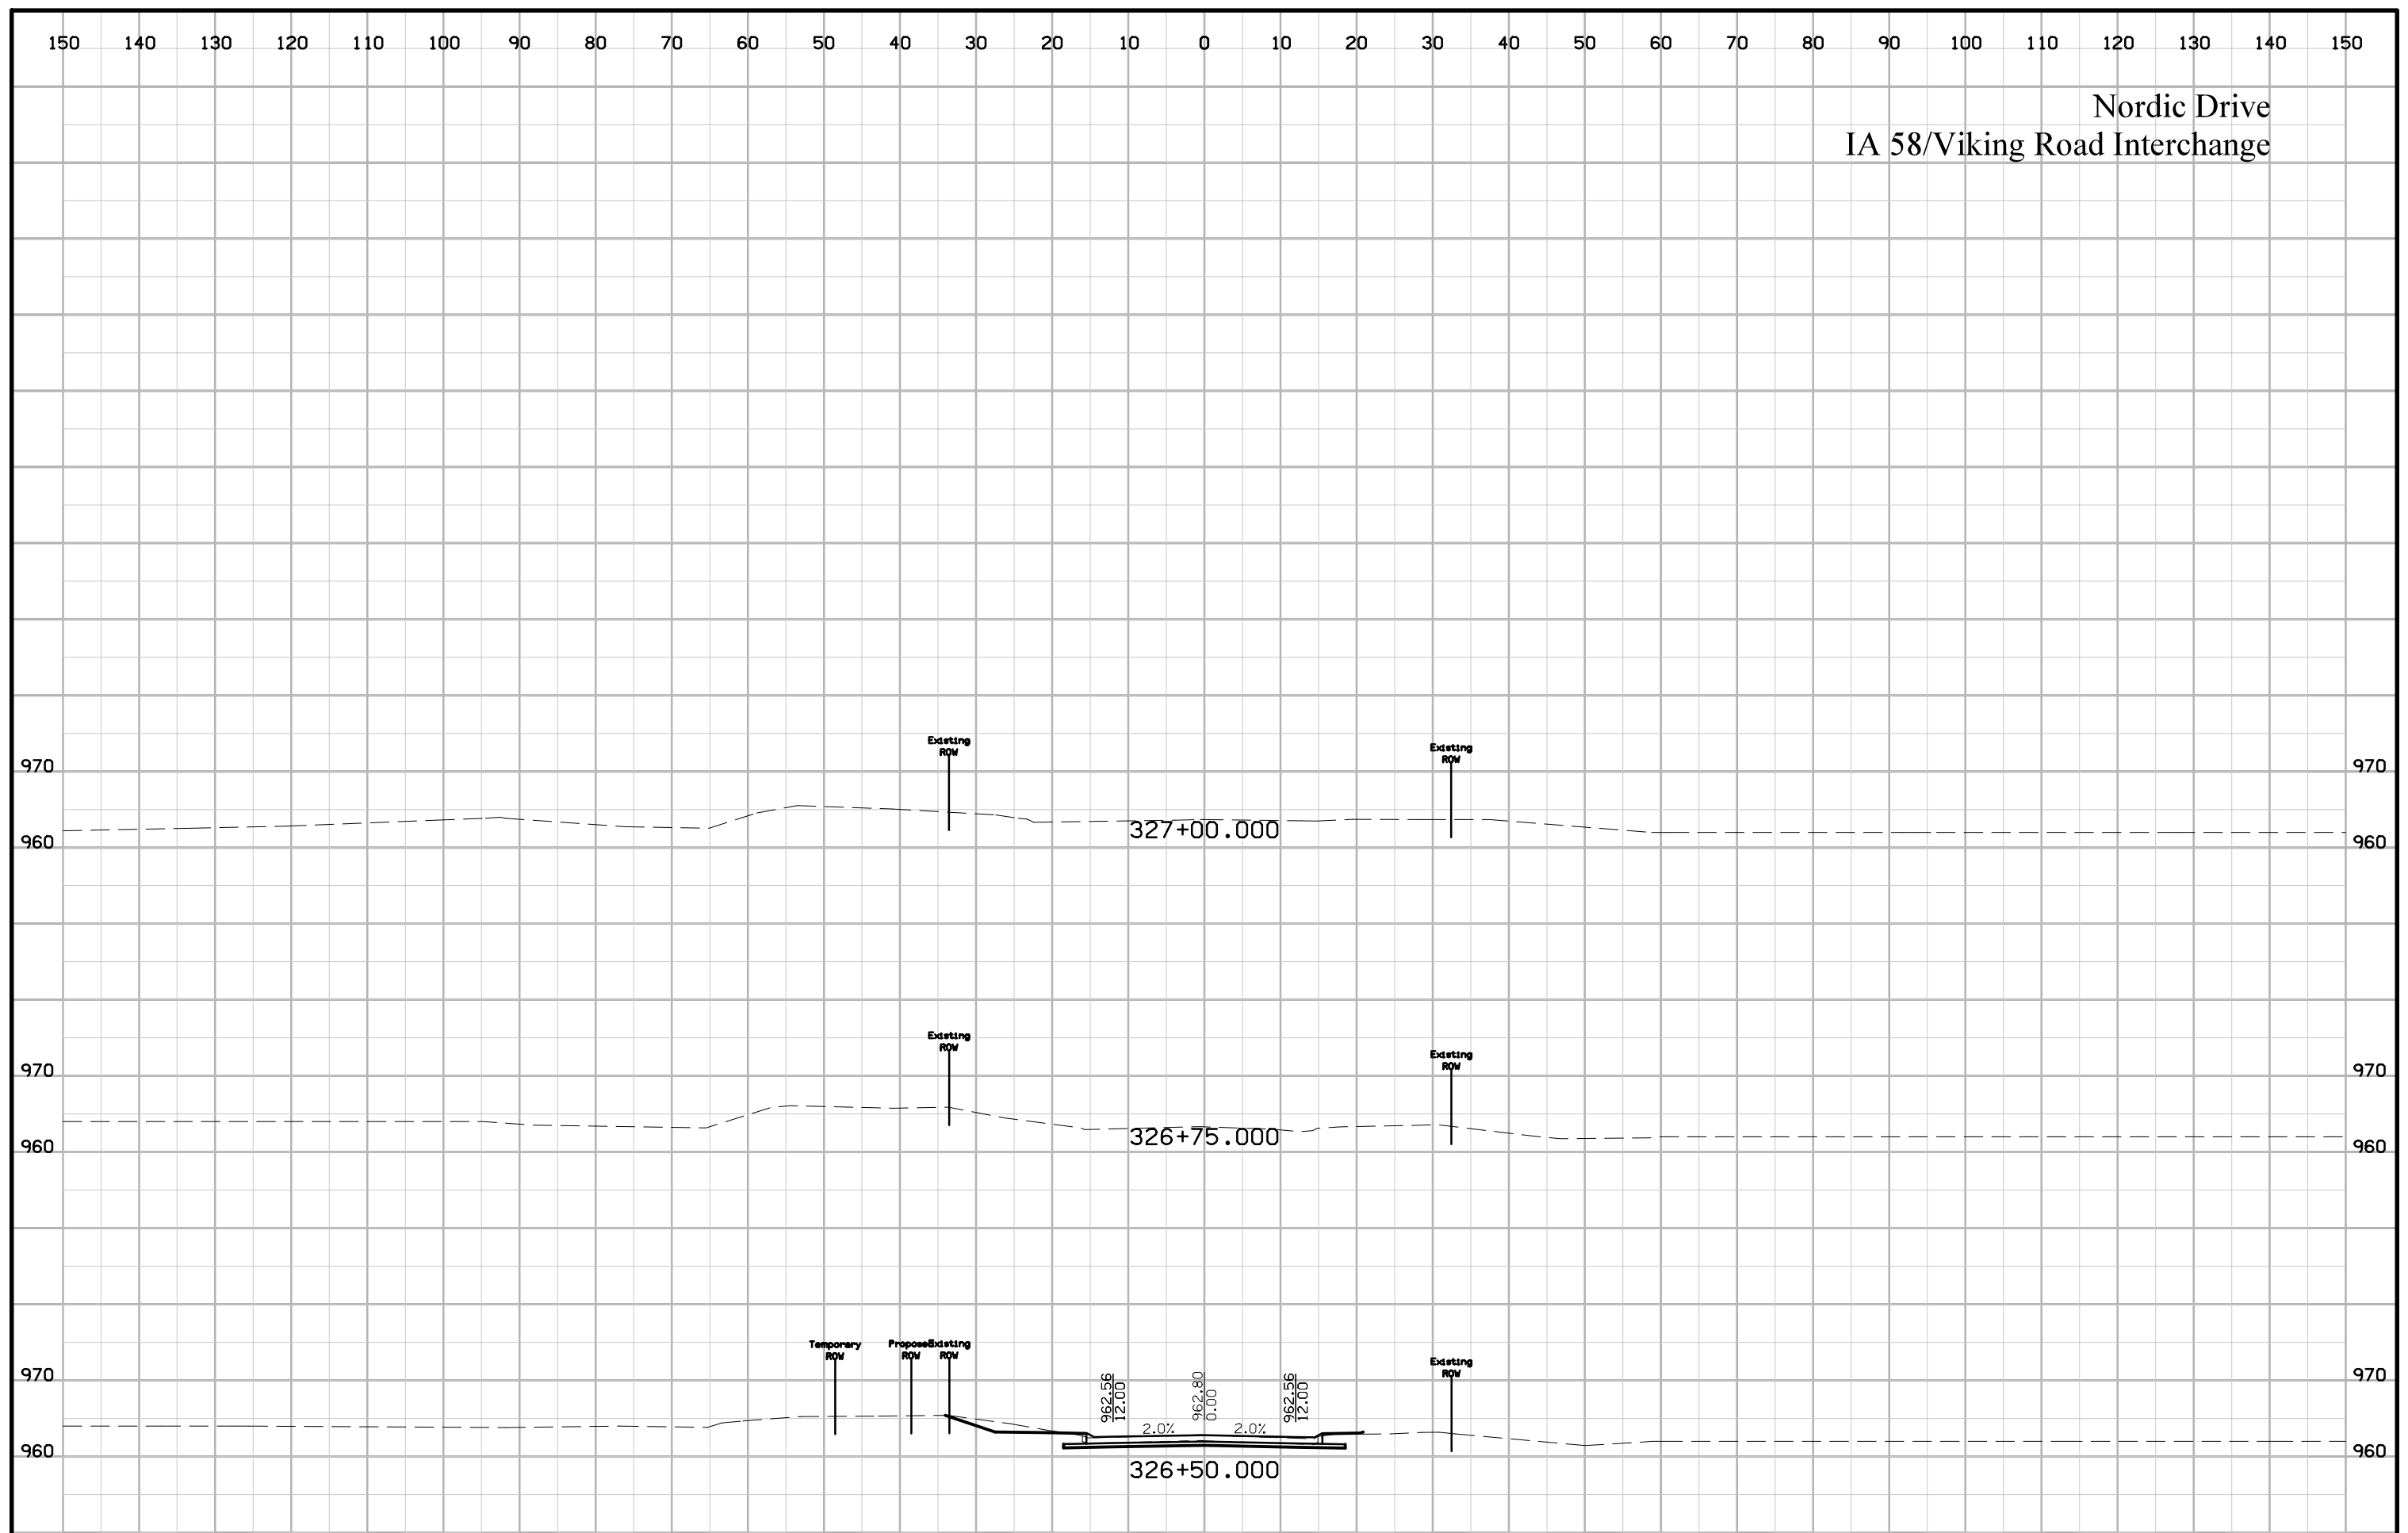 150 140 130 120 110 100 90 80 70 60 50 40 30 20 10 0 10 20 30 40 50 60 70 80 90 100 110 120 130 140 150
Nordic Drive
IA 58/Viking Road Interchange
Existing
ROW
Existing
ROW
970 970
327+00.000
960 960
Existing
ROW
Existing
ROW
970 970
326+75.000
960 960
Temporary
ROW
Proposed
ROW
Existing
ROW
Existing
ROW
970 970
962.56
12.00
962.80
0.00
962.56
12.00
2.0% 2.0%
960 960
326+50.000